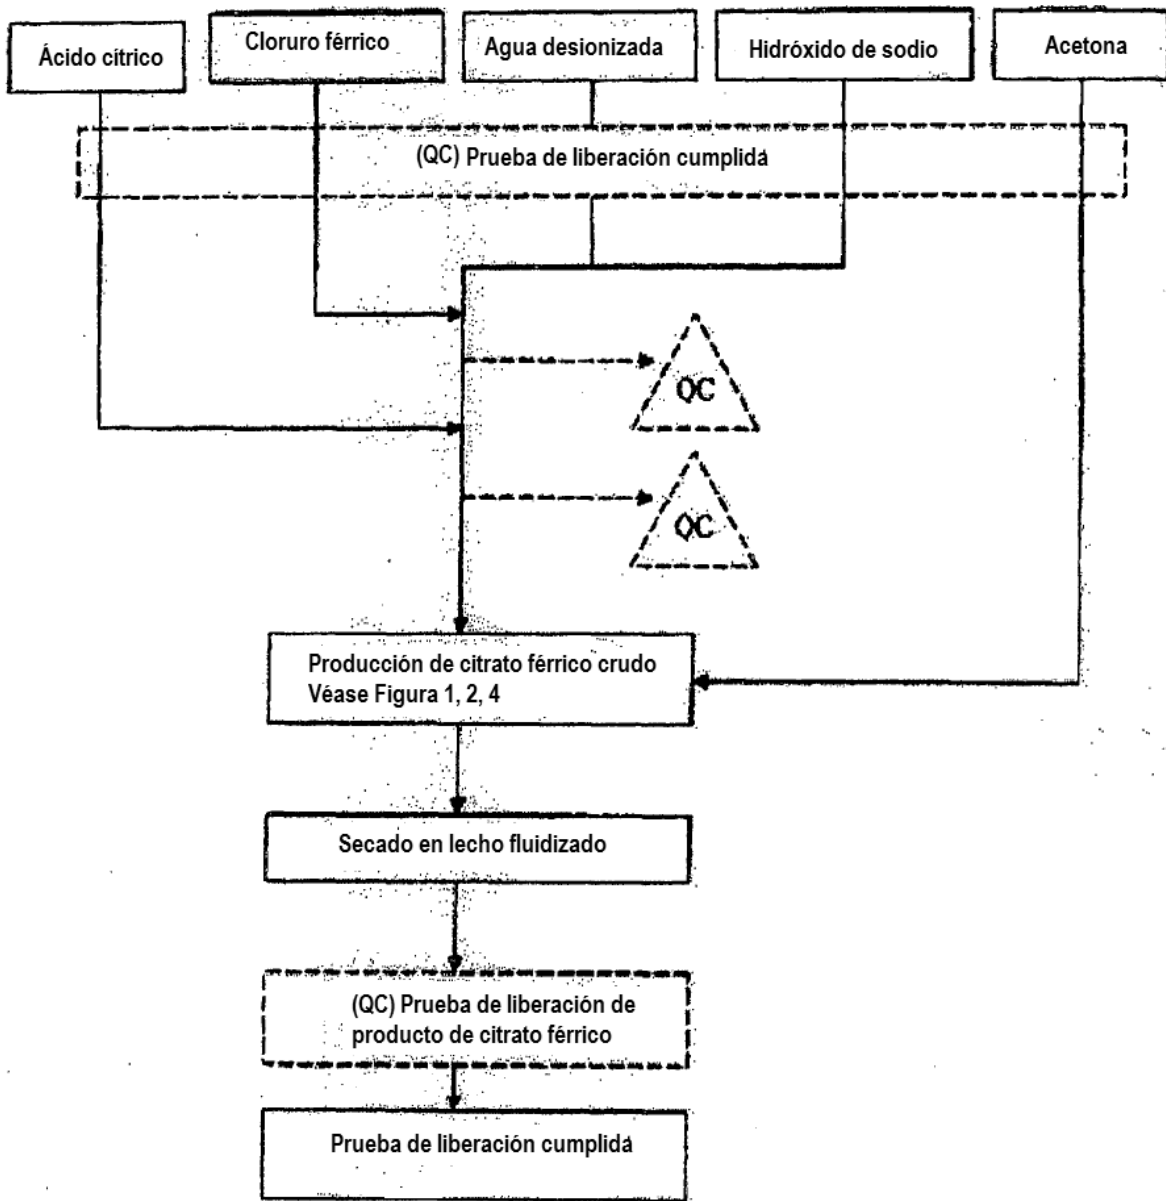 Ácido cítrico
Cloruro férrico
Agua desionizada
Hidróxido de sodio
Acetona
(QC) Prueba de liberación cumplida
QC
QC
Producción de citrato férrico crudo
Véase Figura 1, 2, 4
Secado en lecho fluidizado
(QC) Prueba de liberación de
producto de citrato férrico
Prueba de liberación cumplida